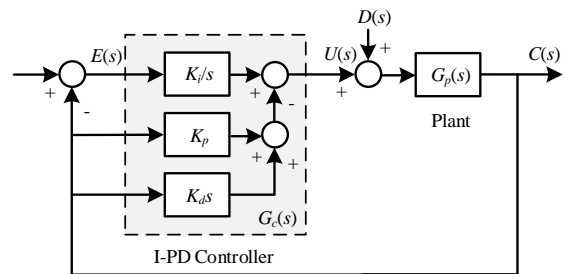 D(s)
E(s)
U(s)
C(s)
K_i/s
G_p(s)
+
+
-
+
+
+
-
Plant
K_p
+
+
K_d s
G_c(s)
I-PD Controller